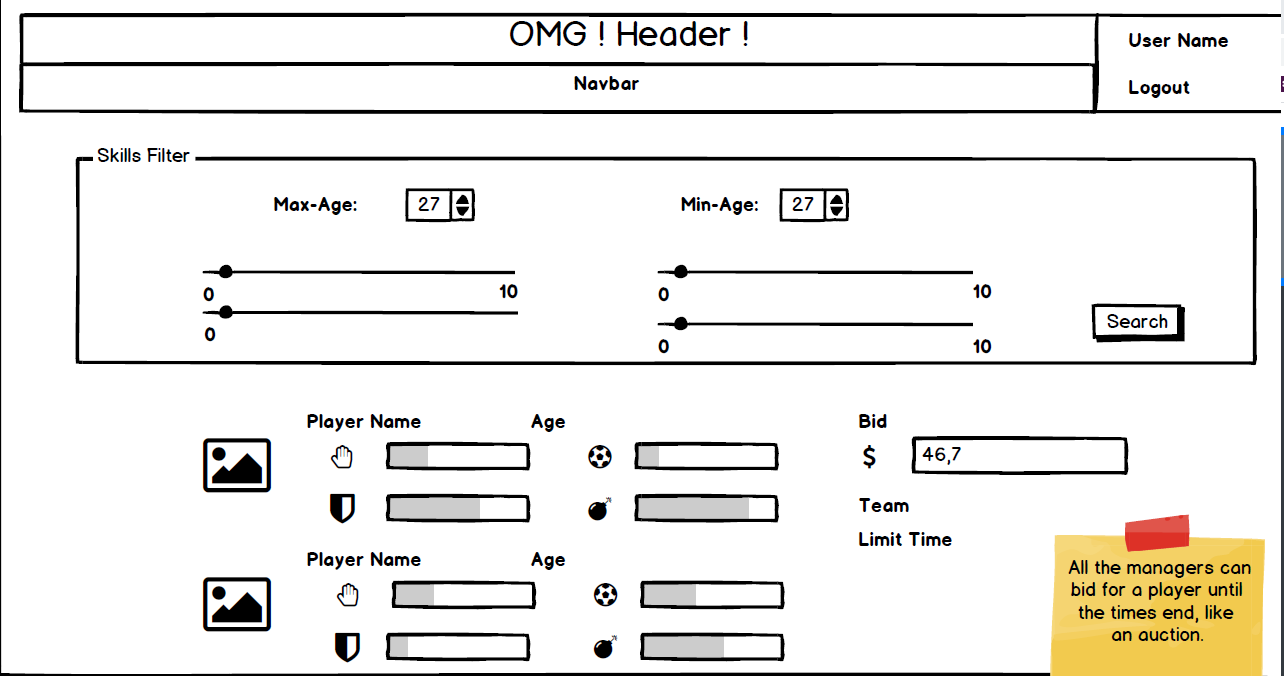 OMG ! Header !
User Name
Navbar
Logout
Skills Filter
Max-Age:
27
Min-Age:
27
0
10
0
10
0
0
10
Search
Player Name
Age
Bid
$
46,7
Team
Limit Time
Player Name
Age
All the managers can
bid for a player until
the times end, like
an auction.